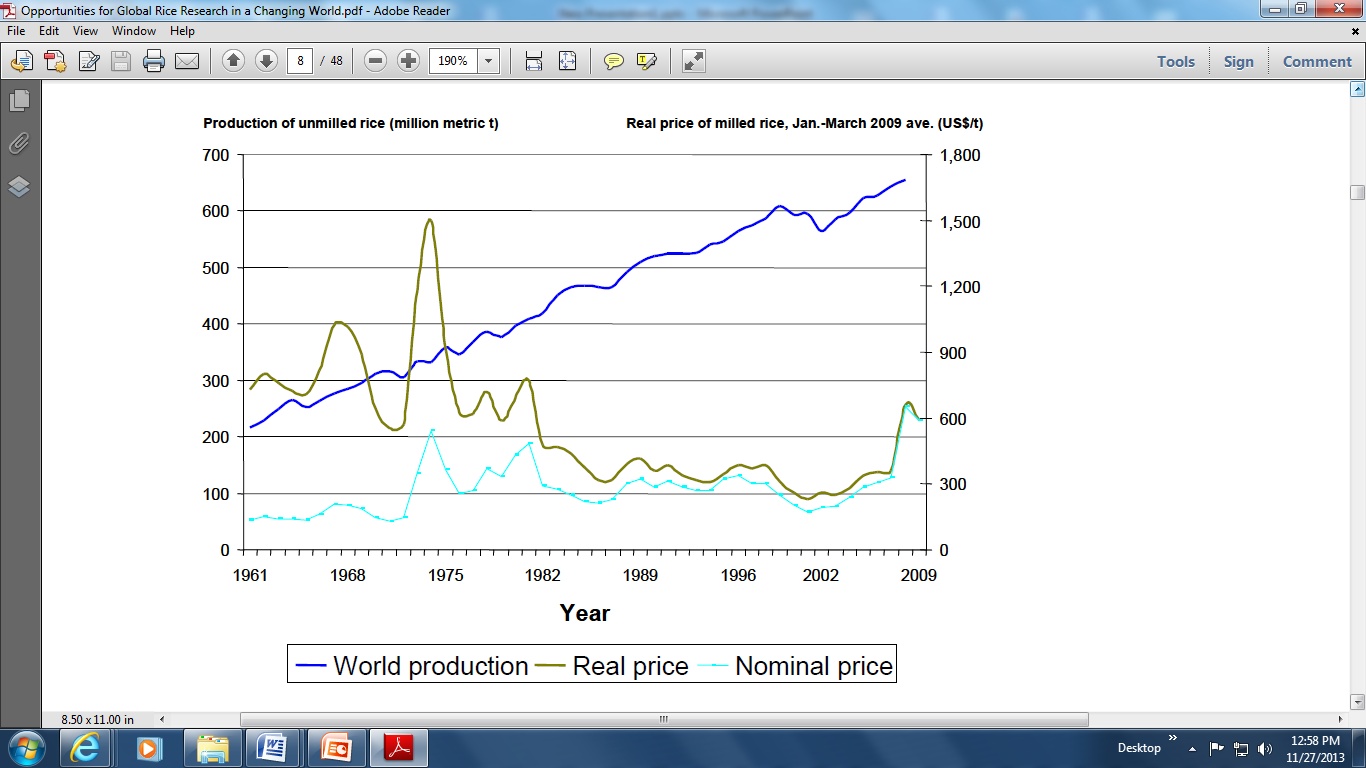 Opportunities for Global Rice Research in a Changing World.pdf - Adobe Reader
File Edit View Window Help
8 / 48 190% Tools Sign Comment
Production of unmilled rice (million metric t) Real price of milled rice, Jan.-March 2009 ave. (US$/t)
700 1,800
600 1,500
500 1,200
400 900
300 600
200 300
100 0
0
1961 1968 1975 1982 1989 1996 2002 2009
Year
World production Real price Nominal price
8.50 x 11.00 in
Desktop 12:58 PM
11/27/2013